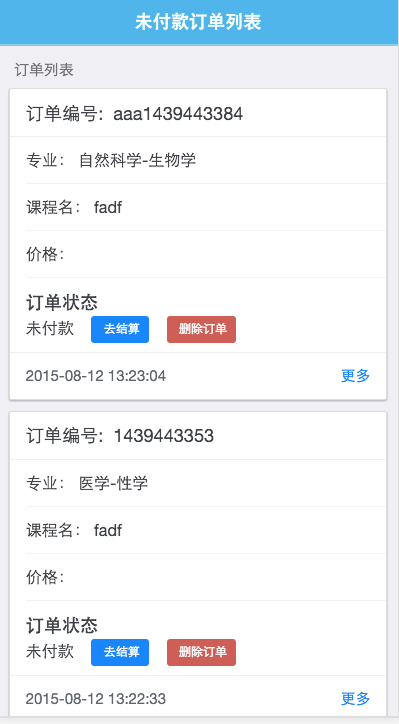 未付款订单列表
订单列表
订单编号: aaa1439443384
专业: 自然科学-生物学
课程名: fadf
价格:
订单状态
未付款 去结算 删除订单
2015-08-12 13:23:04 更多
订单编号: 1439443353
专业: 医学-性学
课程名: fadf
价格:
订单状态
未付款 去结算 删除订单
2015-08-12 13:22:33 更多